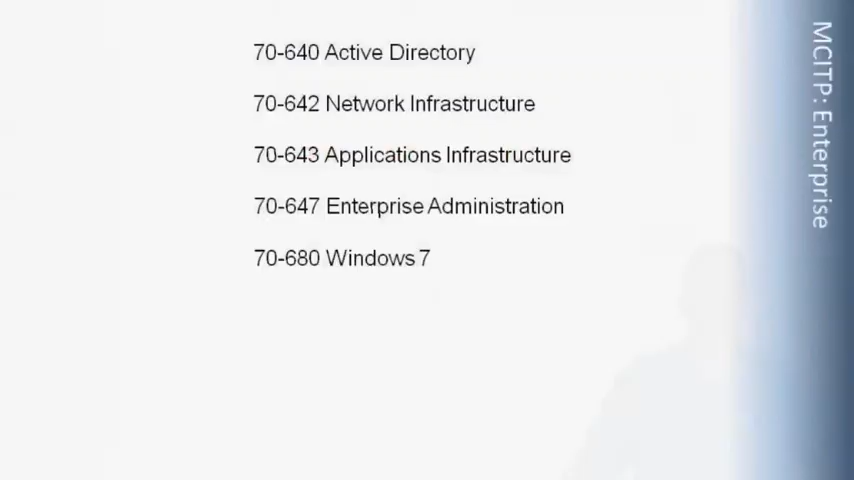 70-640 Active Directory
70-642 Network Infrastructure
70-643 Applications Infrastructure
70-647 Enterprise Administration
70-680 Windows 7
MCITP: Enterprise